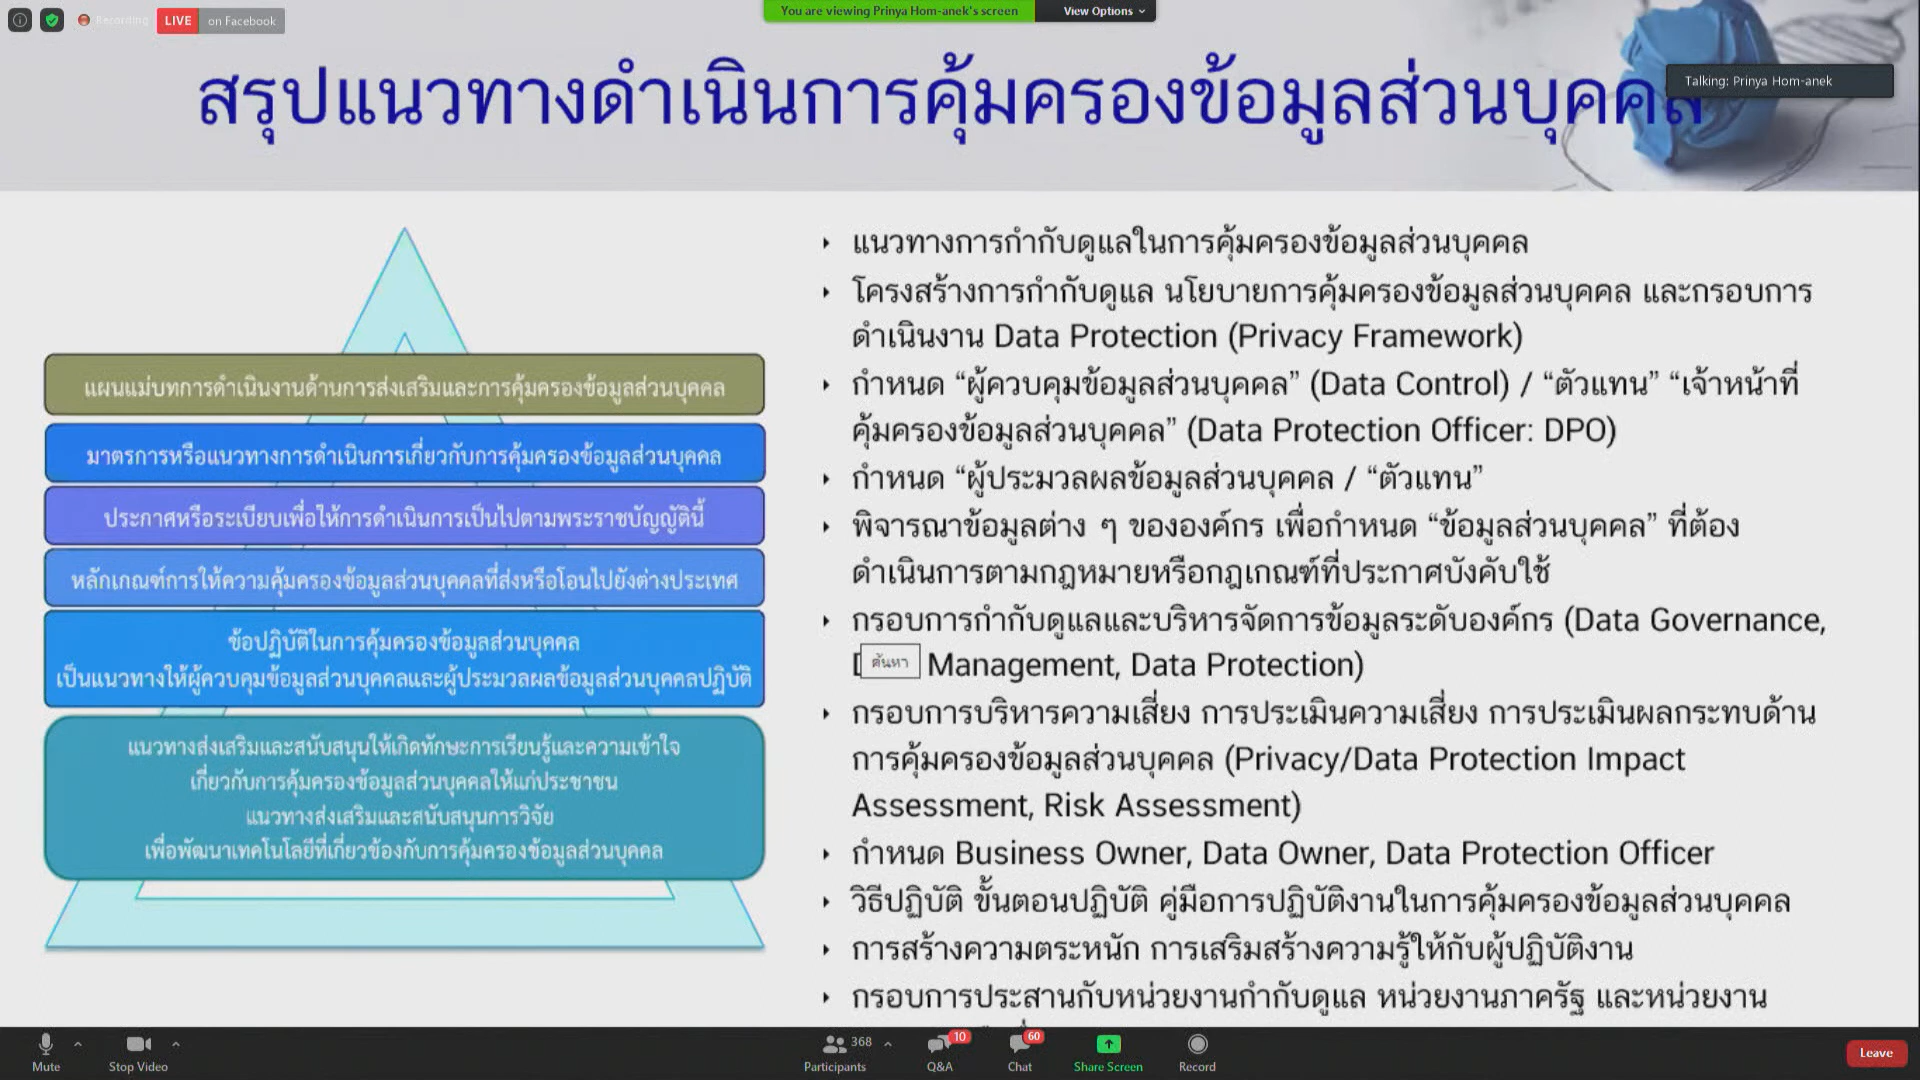 Recording
LIVE on Facebook
You are viewing Prinya Hom-anek's screen
View Options
Talking: Prinya Hom-anek
สรุปแนวทางดำเนินการคุ้มครองข้อมูลส่วนบุคคล
แผนแม่บทการดำเนินงานด้านการส่งเสริมและการคุ้มครองข้อมูลส่วนบุคคล
มาตรการหรือแนวทางการดำเนินการเกี่ยวกับการคุ้มครองข้อมูลส่วนบุคคล
ประกาศหรือระเบียบเพื่อให้การดำเนินการเป็นไปตามพระราชบัญญัตินี้
หลักเกณฑ์การให้ความคุ้มครองข้อมูลส่วนบุคคลที่ส่งหรือโอนไปยังต่างประเทศ
ข้อปฏิบัติในการคุ้มครองข้อมูลส่วนบุคคล
เป็นแนวทางให้ผู้ควบคุมข้อมูลส่วนบุคคลและผู้ประมวลผลข้อมูลส่วนบุคคลปฏิบัติ
แนวทางส่งเสริมและสนับสนุนให้เกิดทักษะการเรียนรู้และความเข้าใจ
เกี่ยวกับการคุ้มครองข้อมูลส่วนบุคคลให้แก่ประชาชน
แนวทางส่งเสริมและสนับสนุนการวิจัย
เพื่อพัฒนาเทคโนโลยีที่เกี่ยวข้องกับการคุ้มครองข้อมูลส่วนบุคคล
‣ แนวทางการกำกับดูแลในการคุ้มครองข้อมูลส่วนบุคคล
‣ โครงสร้างการกำกับดูแล นโยบายการคุ้มครองข้อมูลส่วนบุคคล และกรอบการ
ดำเนินงาน Data Protection (Privacy Framework)
‣ กำหนด “ผู้ควบคุมข้อมูลส่วนบุคคล” (Data Control) / “ตัวแทน” “เจ้าหน้าที่
คุ้มครองข้อมูลส่วนบุคคล” (Data Protection Officer: DPO)
‣ กำหนด “ผู้ประมวลผลข้อมูลส่วนบุคคล / “ตัวแทน”
‣ พิจารณาข้อมูลต่าง ๆ ขององค์กร เพื่อกำหนด “ข้อมูลส่วนบุคคล” ที่ต้อง
ดำเนินการตามกฎหมายหรือกฎเกณฑ์ที่ประกาศบังคับใช้
‣ กรอบการกำกับดูแลและบริหารจัดการข้อมูลระดับองค์กร (Data Governance,
ค้นหา Management, Data Protection)
‣ กรอบการบริหารความเสี่ยง การประเมินความเสี่ยง การประเมินผลกระทบด้าน
การคุ้มครองข้อมูลส่วนบุคคล (Privacy/Data Protection Impact
Assessment, Risk Assessment)
‣ กำหนด Business Owner, Data Owner, Data Protection Officer
‣ วิธีปฏิบัติ ขั้นตอนปฏิบัติ คู่มือการปฏิบัติงานในการคุ้มครองข้อมูลส่วนบุคคล
‣ การสร้างความตระหนัก การเสริมสร้างความรู้ให้กับผู้ปฏิบัติงาน
‣ กรอบการประสานกับหน่วยงานกำกับดูแล หน่วยงานภาครัฐ และหน่วยงาน
Mute
Stop Video
368
Participants
10
Q&A
60
Chat
Share Screen
Record
Leave